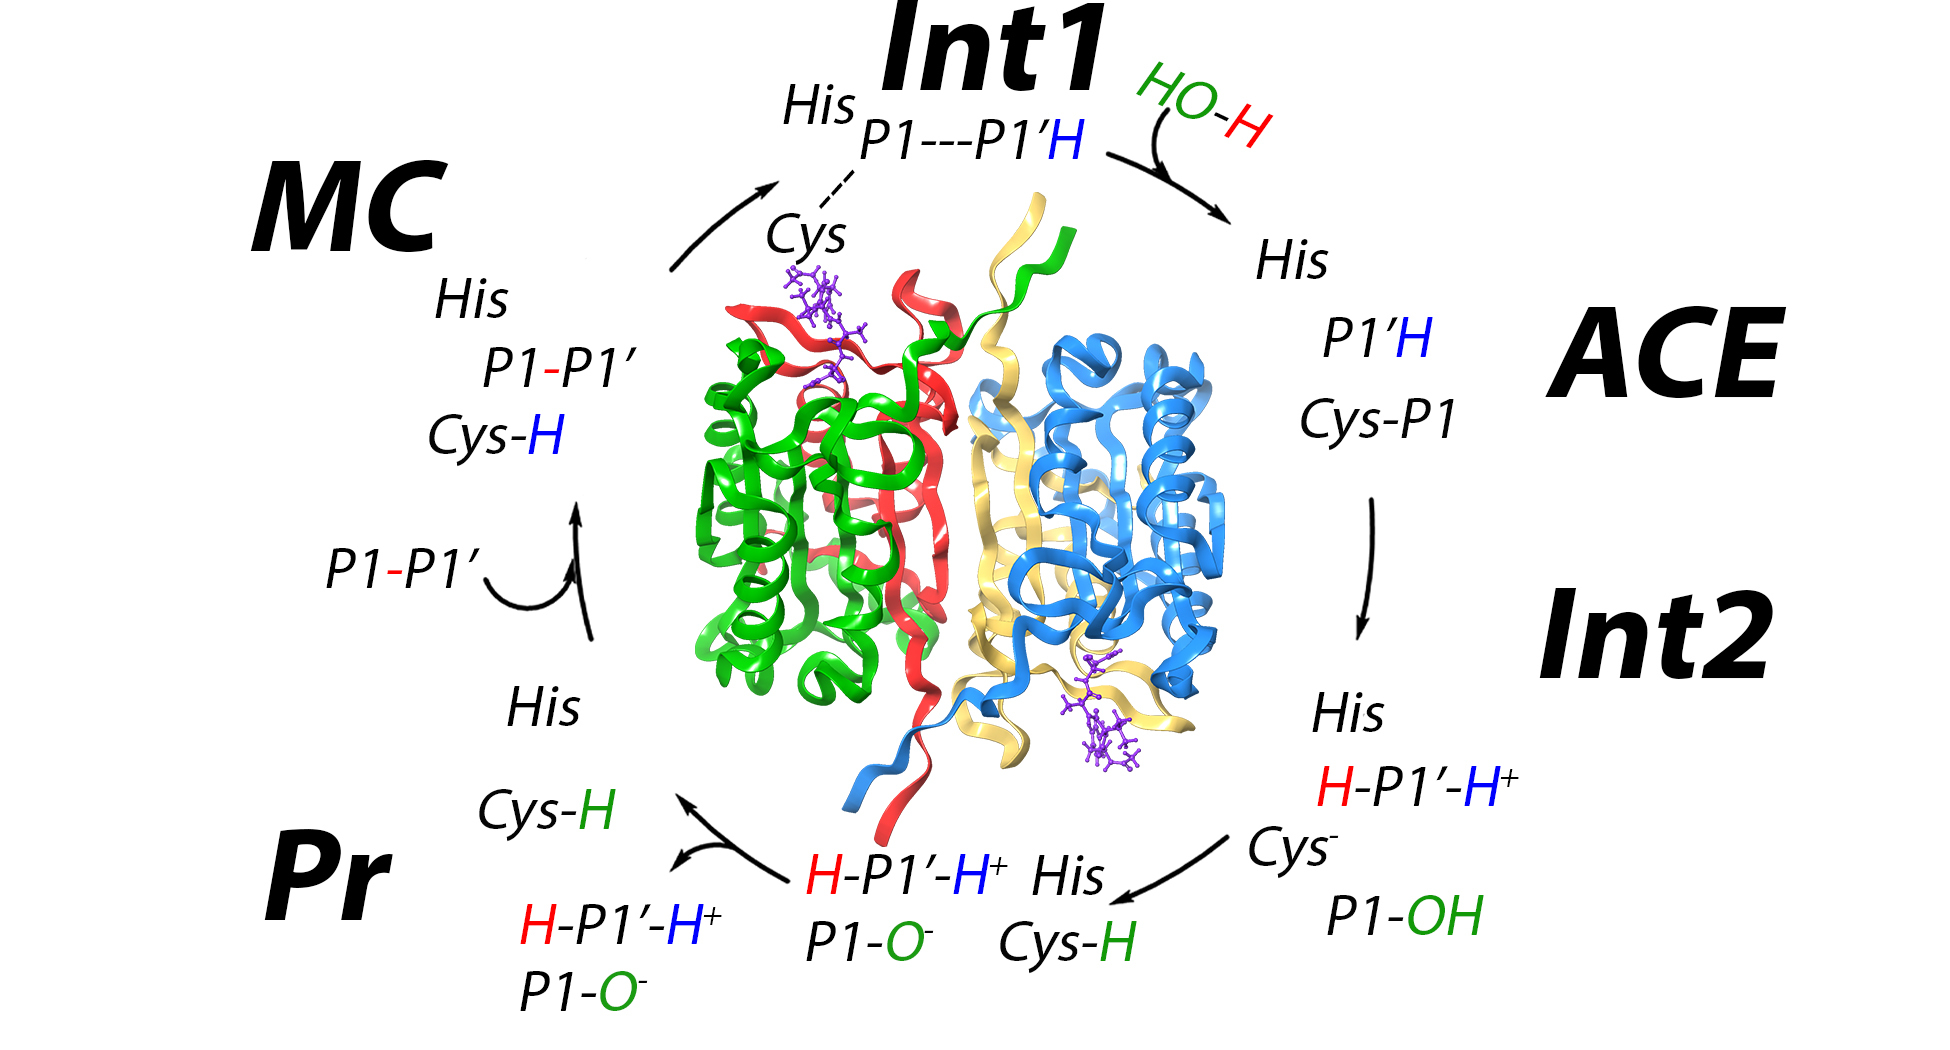 Int1
His
P1---P1′H
Cys
HO-H
MC
His
P1-P1′
Cys-H
His
P1′H
Cys-P1
ACE
P1-P1′
Int2
His
H-P1′-H⁺
Cys⁻
P1-OH
His
Cys-H
Pr
H-P1′-H⁺
P1-O⁻
H-P1′-H⁺ His
P1-O⁻ Cys-H